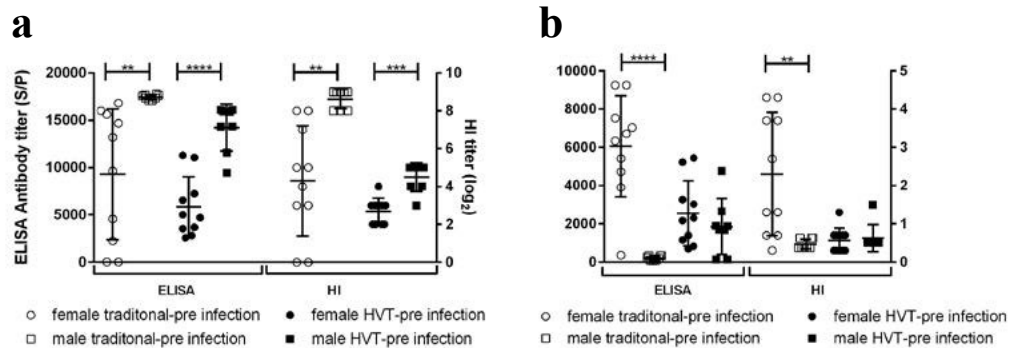 a
ELISA Antibody titer (S/P)
20000
15000
10000
5000
0
** **** ** ***
10
8
6
4
2
0
HI titer (log2)
ELISA HI
○ female traditonal-pre infection ● female HVT-pre infection
□ male traditonal-pre infection ■ male HVT-pre infection
b
10000
8000
6000
4000
2000
0
**** **
5
4
3
2
1
0
ELISA HI
○ female traditonal-pre infection ● female HVT-pre infection
□ male traditonal-pre infection ■ male HVT-pre infection